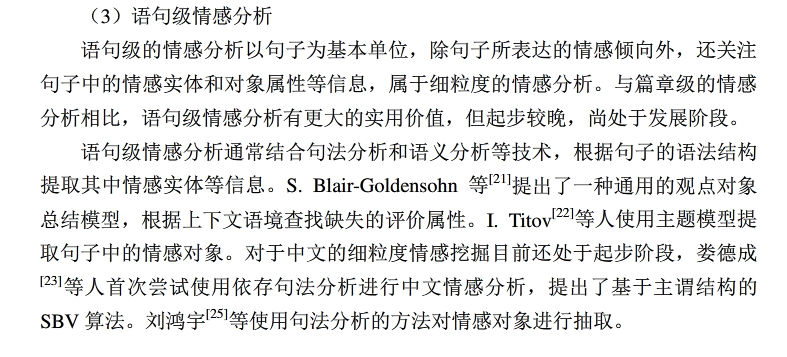 （3）语句级情感分析
语句级的情感分析以句子为基本单位，除句子所表达的情感倾向外，还关注
句子中的情感实体和对象属性等信息，属于细粒度的情感分析。与篇章级的情感
分析相比，语句级情感分析有更大的实用价值，但起步较晚，尚处于发展阶段。
语句级情感分析通常结合句法分析和语义分析等技术，根据句子的语法结构
提取其中情感实体等信息。S. Blair-Goldensohn 等[21]提出了一种通用的观点对象
总结模型，根据上下文语境查找缺失的评价属性。I. Titov[22]等人使用主题模型提
取句子中的情感对象。对于中文的细粒度情感挖掘目前还处于起步阶段，娄德成
[23]等人首次尝试使用依存句法分析进行中文情感分析，提出了基于主谓结构的
SBV 算法。刘鸿宇[25]等使用句法分析的方法对情感对象进行抽取。